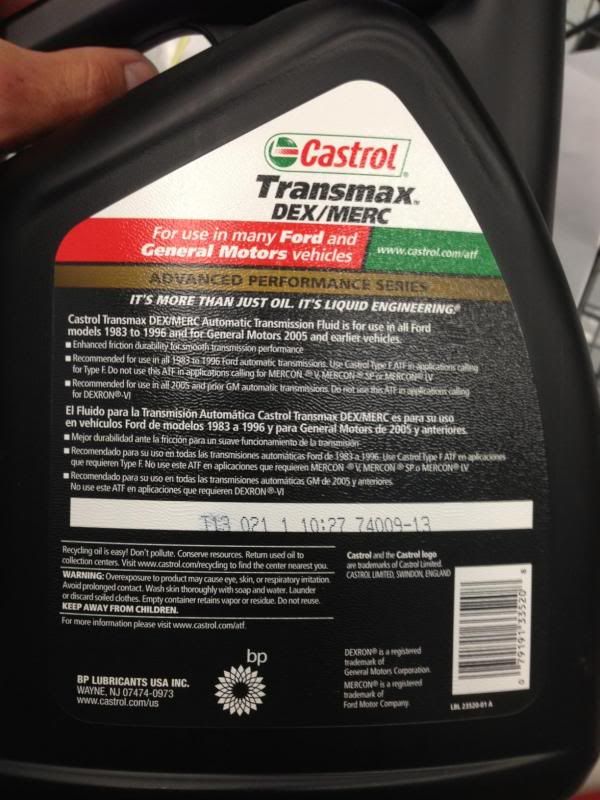 Castrol
Transmax.
DEX/MERC
For use in many Ford and
General Motors vehicles
www.castrol.com/atf
ADVANCED PERFORMANCE SERIES
IT'S MORE THAN JUST OIL. IT'S LIQUID ENGINEERING.®
Castrol Transmax DEX/MERC Automatic Transmission Fluid is for use in all Ford
models 1983 to 1996 and for General Motors 2005 and earlier vehicles.
■ Enhanced friction durability for smooth transmission performance
■ Recommended for use in all 1983 to 1996 Ford automatic transmissions. Use Castrol Type F ATF in applications calling
for Type F. Do not use this ATF in applications calling for MERCON ® V, MERCON ® SP or MERCON® LV
■ Recommended for use in all 2005 and prior GM automatic transmissions. Do not use this ATF in applications calling
for DEXRON®-VI
El Fluido para la Transmisión Automática Castrol Transmax DEX/MERC es para su uso
en vehículos Ford de modelos 1983 a 1996 y para General Motors de 2005 y anteriores.
■ Mejor durabilidad ante la fricción para un suave funcionamiento de la transmisión
■ Recomendado para su uso en todas las transmisiones automáticas Ford de 1983 a 1996. Use Castrol Type F ATF en aplicaciones
que requieren Type F. No use este ATF en aplicaciones que requieren MERCON ® V, MERCON ® SP o MERCON® LV
■ Recomendado para su uso en todas las transmisiones automáticas GM de 2005 y anteriores.
No use este ATF en aplicaciones que requieren DEXRON®-VI
T13 021 1 10:27 74009-13
Recycling oil is easy! Don't pollute. Conserve resources. Return used oil to
collection centers. Visit www.castrol.com/recycling to find the center nearest you.
WARNING: Overexposure to product may cause eye, skin, or respiratory irritation.
Avoid prolonged contact. Wash skin thoroughly with soap and water. Launder
or discard soiled clothes. Empty container retains vapor or residue. Do not reuse.
KEEP AWAY FROM CHILDREN.
For more information please visit www.castrol.com/atf.
Castrol and the Castrol logo
are trademarks of Castrol Limited.
CASTROL LIMITED, SWINDON, ENGLAND
BP LUBRICANTS USA INC.
WAYNE, NJ 07474-0973
www.castrol.com/us
bp
DEXRON® is a registered
trademark of
General Motors Corporation.
MERCON® is a registered
trademark of
Ford Motor Company.
0 79191 33520 8
LBL 23520-01 A